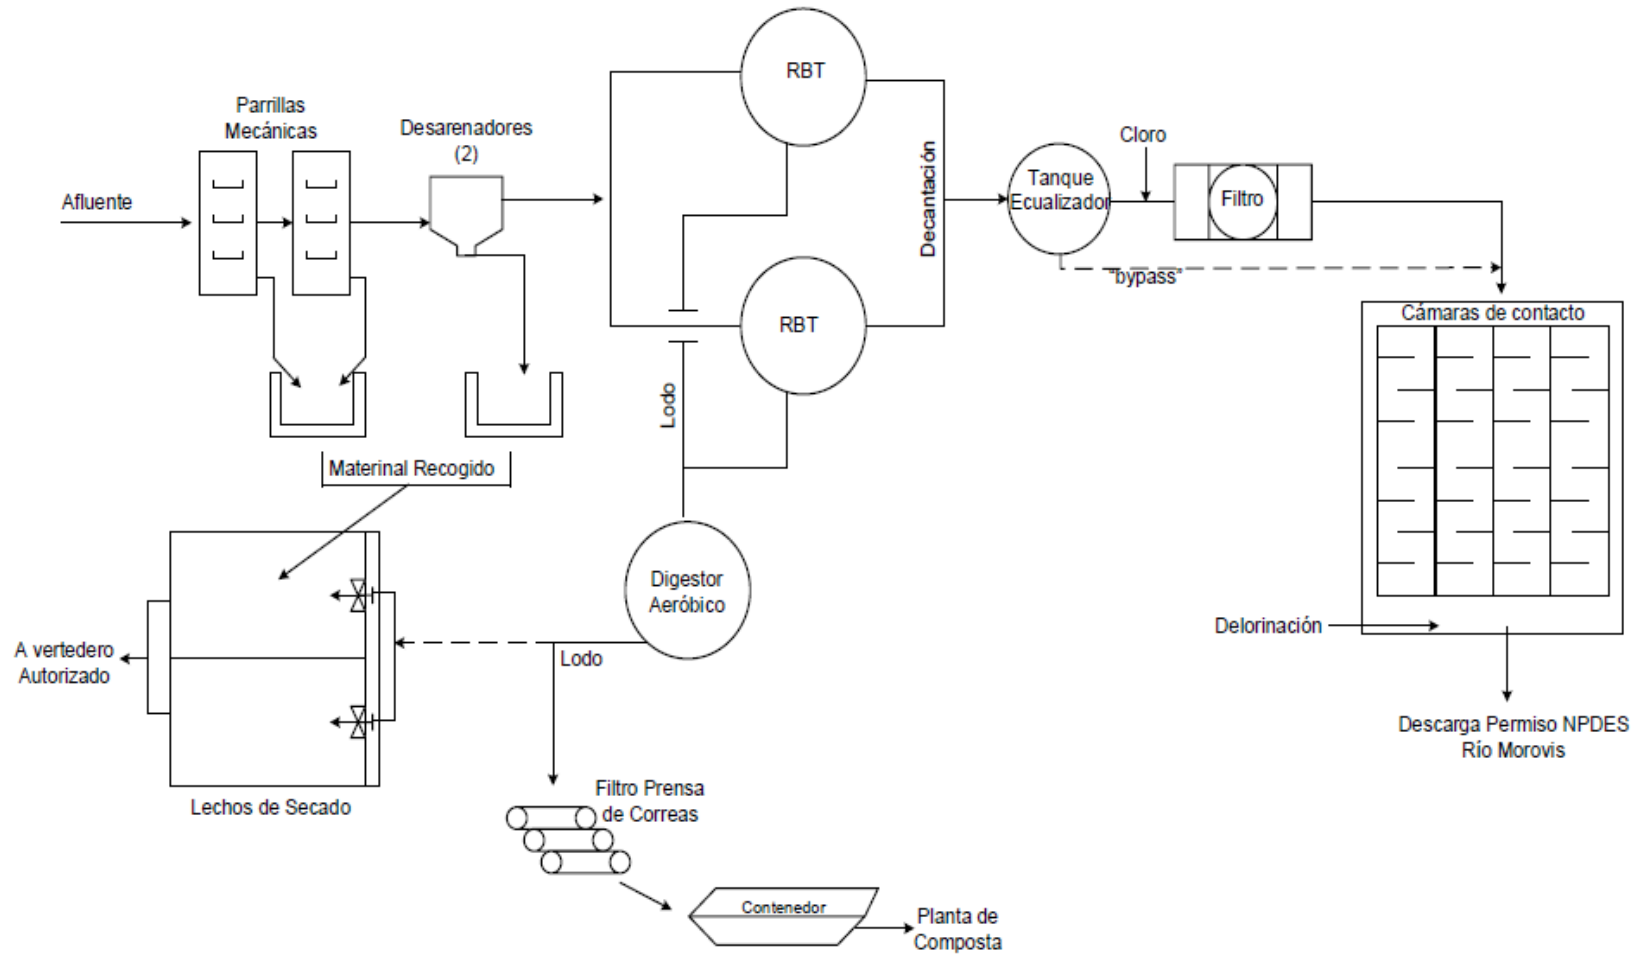 RBT
Parrillas
Mecánicas
Desarenadores
(2)
Cloro
Decantación
Tanque
Ecualizador
Filtro
Afluente
"bypass"
RBT
Cámaras de contacto
Lodo
Materinal Recogido
Digestor
Aeróbico
Delorinación
A vertedero
Autorizado
Lodo
Descarga Permiso NPDES
Río Morovis
Lechos de Secado
Filtro Prensa
de Correas
Contenedor
Planta de
Composta